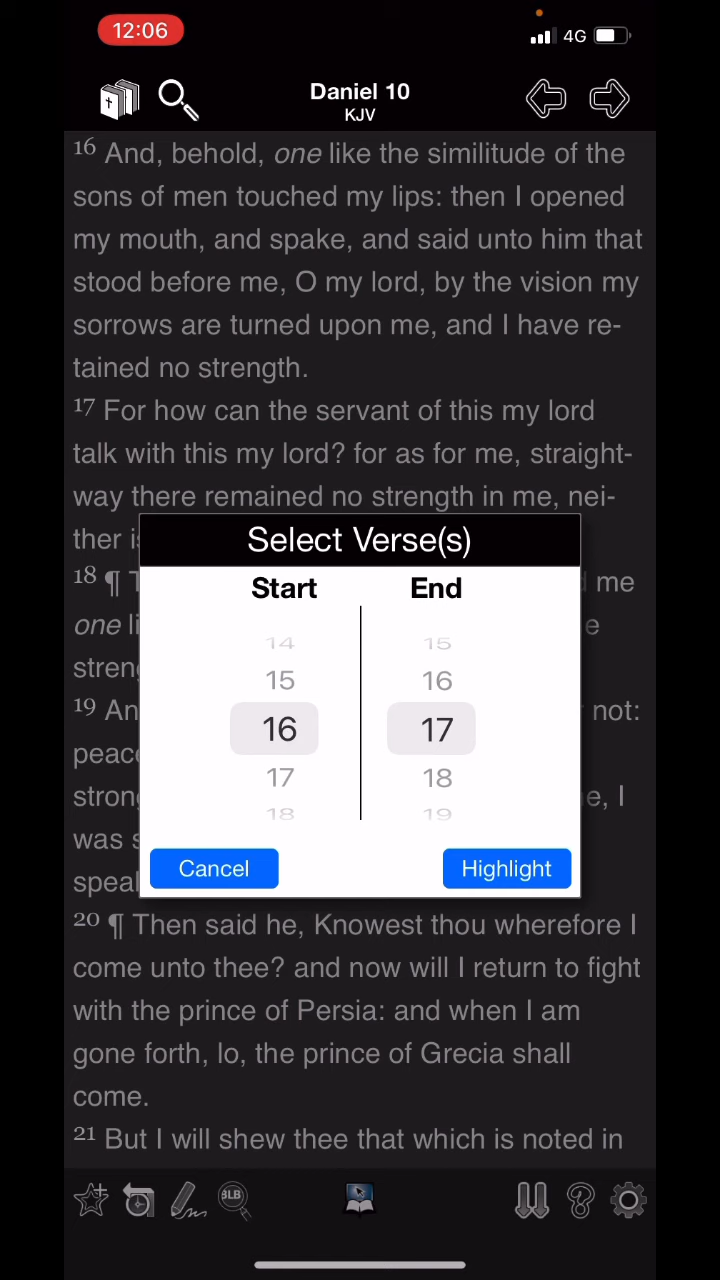 12:06
4G
Daniel 10
KJV
16 And, behold, one like the similitude of the
sons of men touched my lips: then I opened
my mouth, and spake, and said unto him that
stood before me, O my lord, by the vision my
sorrows are turned upon me, and I have re-
tained no strength.
17 For how can the servant of this my lord
talk with this my lord? for as for me, straight-
way there remained no strength in me, nei-
ther
Select Verse(s)
Start End
14 15
15 16
16 17
17 18
18 19
Cancel Highlight
18 ¶ me
one
19 not:
I
was
20 ¶ Then said he, Knowest thou wherefore I
come unto thee? and now will I return to fight
with the prince of Persia: and when I am
gone forth, lo, the prince of Grecia shall
come.
21 But I will shew thee that which is noted in
BLB